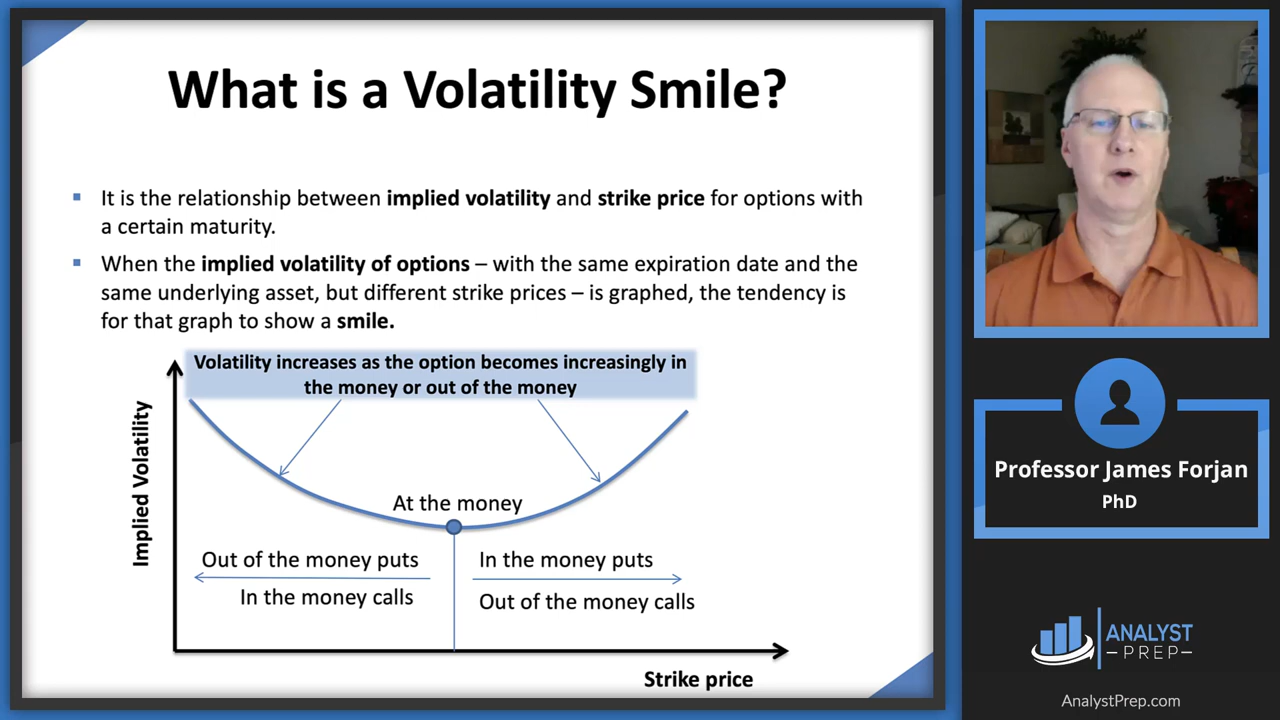 What is a Volatility Smile?
▪ It is the relationship between implied volatility and strike price for options with
a certain maturity.
▪ When the implied volatility of options – with the same expiration date and the
same underlying asset, but different strike prices – is graphed, the tendency is
for that graph to show a smile.
Volatility increases as the option becomes increasingly in
the money or out of the money
Implied Volatility
At the money
Out of the money puts
In the money calls
In the money puts
Out of the money calls
Strike price
Professor James Forjan
PhD
ANALYST
–PREP–
AnalystPrep.com